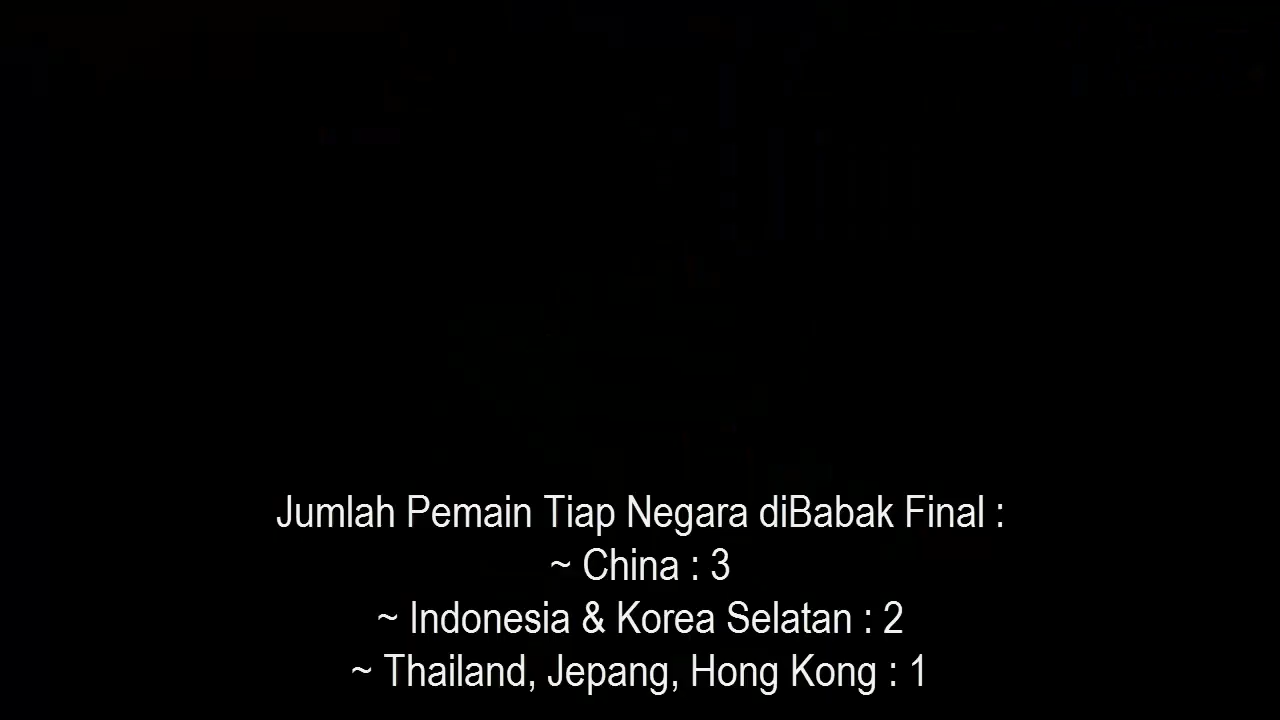 Jumlah Pemain Tiap Negara diBabak Final :
~ China : 3
~ Indonesia & Korea Selatan : 2
~ Thailand, Jepang, Hong Kong : 1